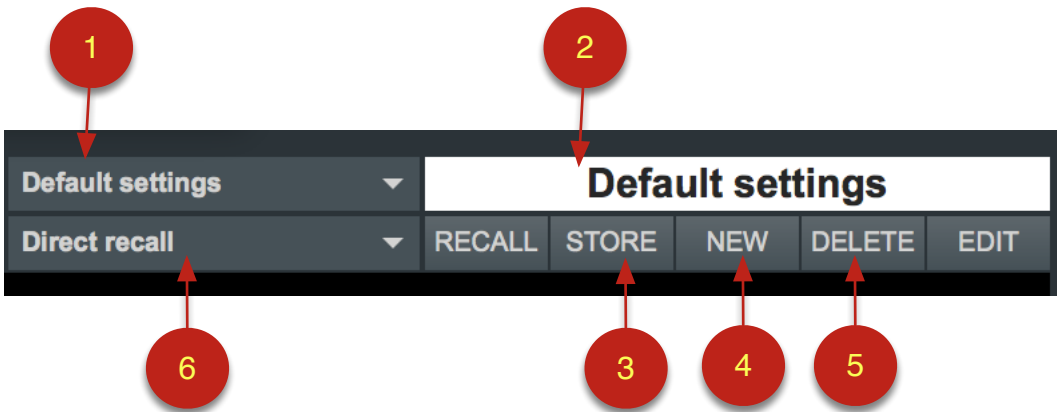 1 2
Default settings Default settings
Direct recall RECALL STORE NEW DELETE EDIT
6 3 4 5